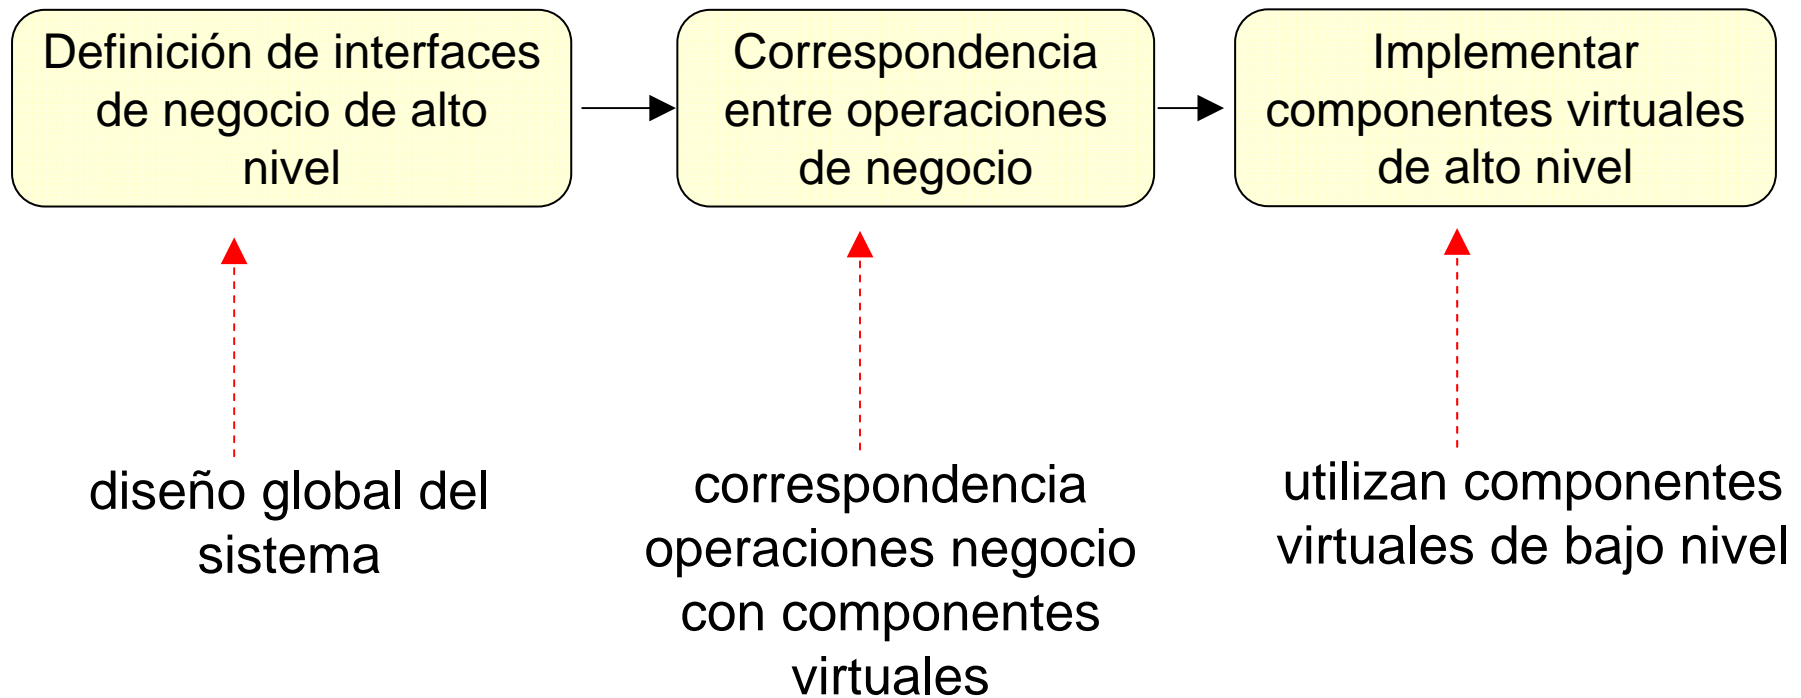 Definición de interfaces
de negocio de alto
nivel
Correspondencia
entre operaciones
de negocio
Implementar
componentes virtuales
de alto nivel
diseño global del
sistema
correspondencia
operaciones negocio
con componentes
virtuales
utilizan componentes
virtuales de bajo nivel